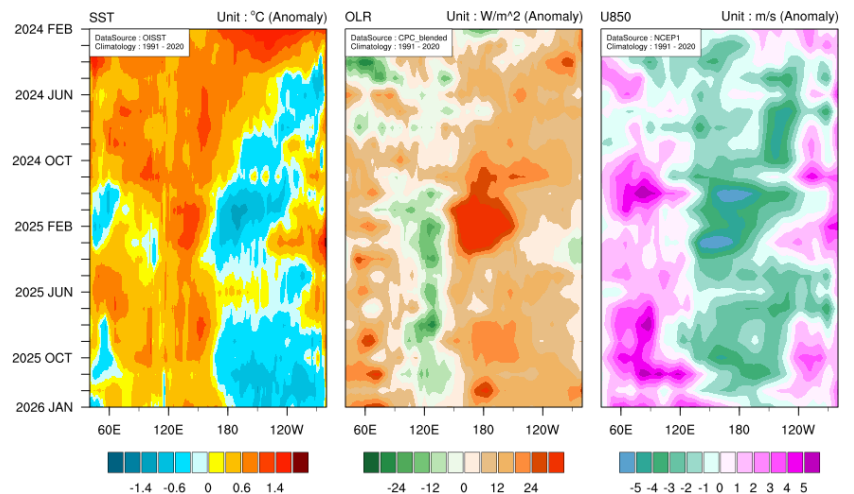 SST Unit : °C (Anomaly)
OLR Unit : W/m^2 (Anomaly)
U850 Unit : m/s (Anomaly)
2024 FEB
2024 JUN
2024 OCT
2025 FEB
2025 JUN
2025 OCT
2026 JAN
DataSource : OISST
Climatology : 1991 - 2020
DataSource : CPC_blended
Climatology : 1991 - 2020
DataSource : NCEP1
Climatology : 1991 - 2020
60E 120E 180 120W
60E 120E 180 120W
60E 120E 180 120W
-1.4 -0.6 0 0.6 1.4
-24 -12 0 12 24
-5 -4 -3 -2 -1 0 1 2 3 4 5